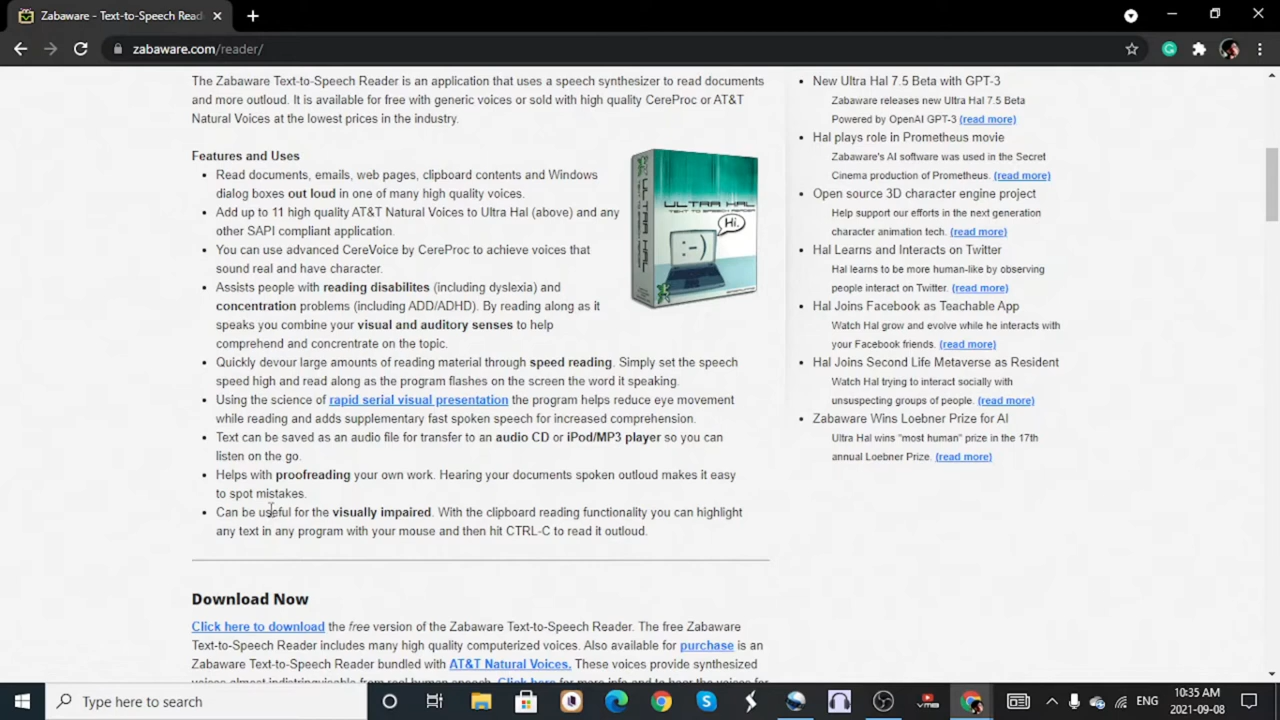 Zabaware - Text-to-Speech Read
zabaware.com/reader/
The Zabaware Text-to-Speech Reader is an application that uses a speech synthesizer to read documents
and more outloud. It is available for free with generic voices or sold with high quality CereProc or AT&T
Natural Voices at the lowest prices in the industry.
Features and Uses
Read documents, emails, web pages, clipboard contents and Windows
dialog boxes out loud in one of many high quality voices.
Add up to 11 high quality AT&T Natural Voices to Ultra Hal (above) and any
other SAPI compliant application.
You can use advanced CereVoice by CereProc to achieve voices that
sound real and have character.
Assists people with reading disabilites (including dyslexia) and
concentration problems (including ADD/ADHD). By reading along as it
speaks you combine your visual and auditory senses to help
comprehend and concrentrate on the topic.
Quickly devour large amounts of reading material through speed reading. Simply set the speech
speed high and read along as the program flashes on the screen the word it speaking.
Using the science of rapid serial visual presentation the program helps reduce eye movement
while reading and adds supplementary fast spoken speech for increased comprehension.
Text can be saved as an audio file for transfer to an audio CD or iPod/MP3 player so you can
listen on the go.
Helps with proofreading your own work. Hearing your documents spoken outloud makes it easy
to spot mistakes.
Can be useful for the visually impaired. With the clipboard reading functionality you can highlight
any text in any program with your mouse and then hit CTRL-C to read it outloud.
ULTRA HAL
ULTRA HAL
TEXT TO SPEECH READER
Hi.
Download Now
Click here to download the free version of the Zabaware Text-to-Speech Reader. The free Zabaware
Text-to-Speech Reader includes many high quality computerized voices. Also available for purchase is an
Zabaware Text-to-Speech Reader bundled with AT&T Natural Voices. These voices provide synthesized
voices almost indistinguishable from real human speech. Click here for more info and to hear the voices for
New Ultra Hal 7.5 Beta with GPT-3
Zabaware releases new Ultra Hal 7.5 Beta
Powered by OpenAI GPT-3 (read more)
Hal plays role in Prometheus movie
Zabaware's AI software was used in the Secret
Cinema production of Prometheus. (read more)
Open source 3D character engine project
Help support our efforts in the next generation
character animation tech. (read more)
Hal Learns and Interacts on Twitter
Hal learns to be more human-like by observing
people interact on Twitter. (read more)
Hal Joins Facebook as Teachable App
Watch Hal grow and evolve while he interacts with
your Facebook friends. (read more)
Hal Joins Second Life Metaverse as Resident
Watch Hal trying to interact socially with
unsuspecting groups of people. (read more)
Zabaware Wins Loebner Prize for AI
Ultra Hal wins "most human" prize in the 17th
annual Loebner Prize. (read more)
Type here to search
ENG
10:35 AM
2021-09-08